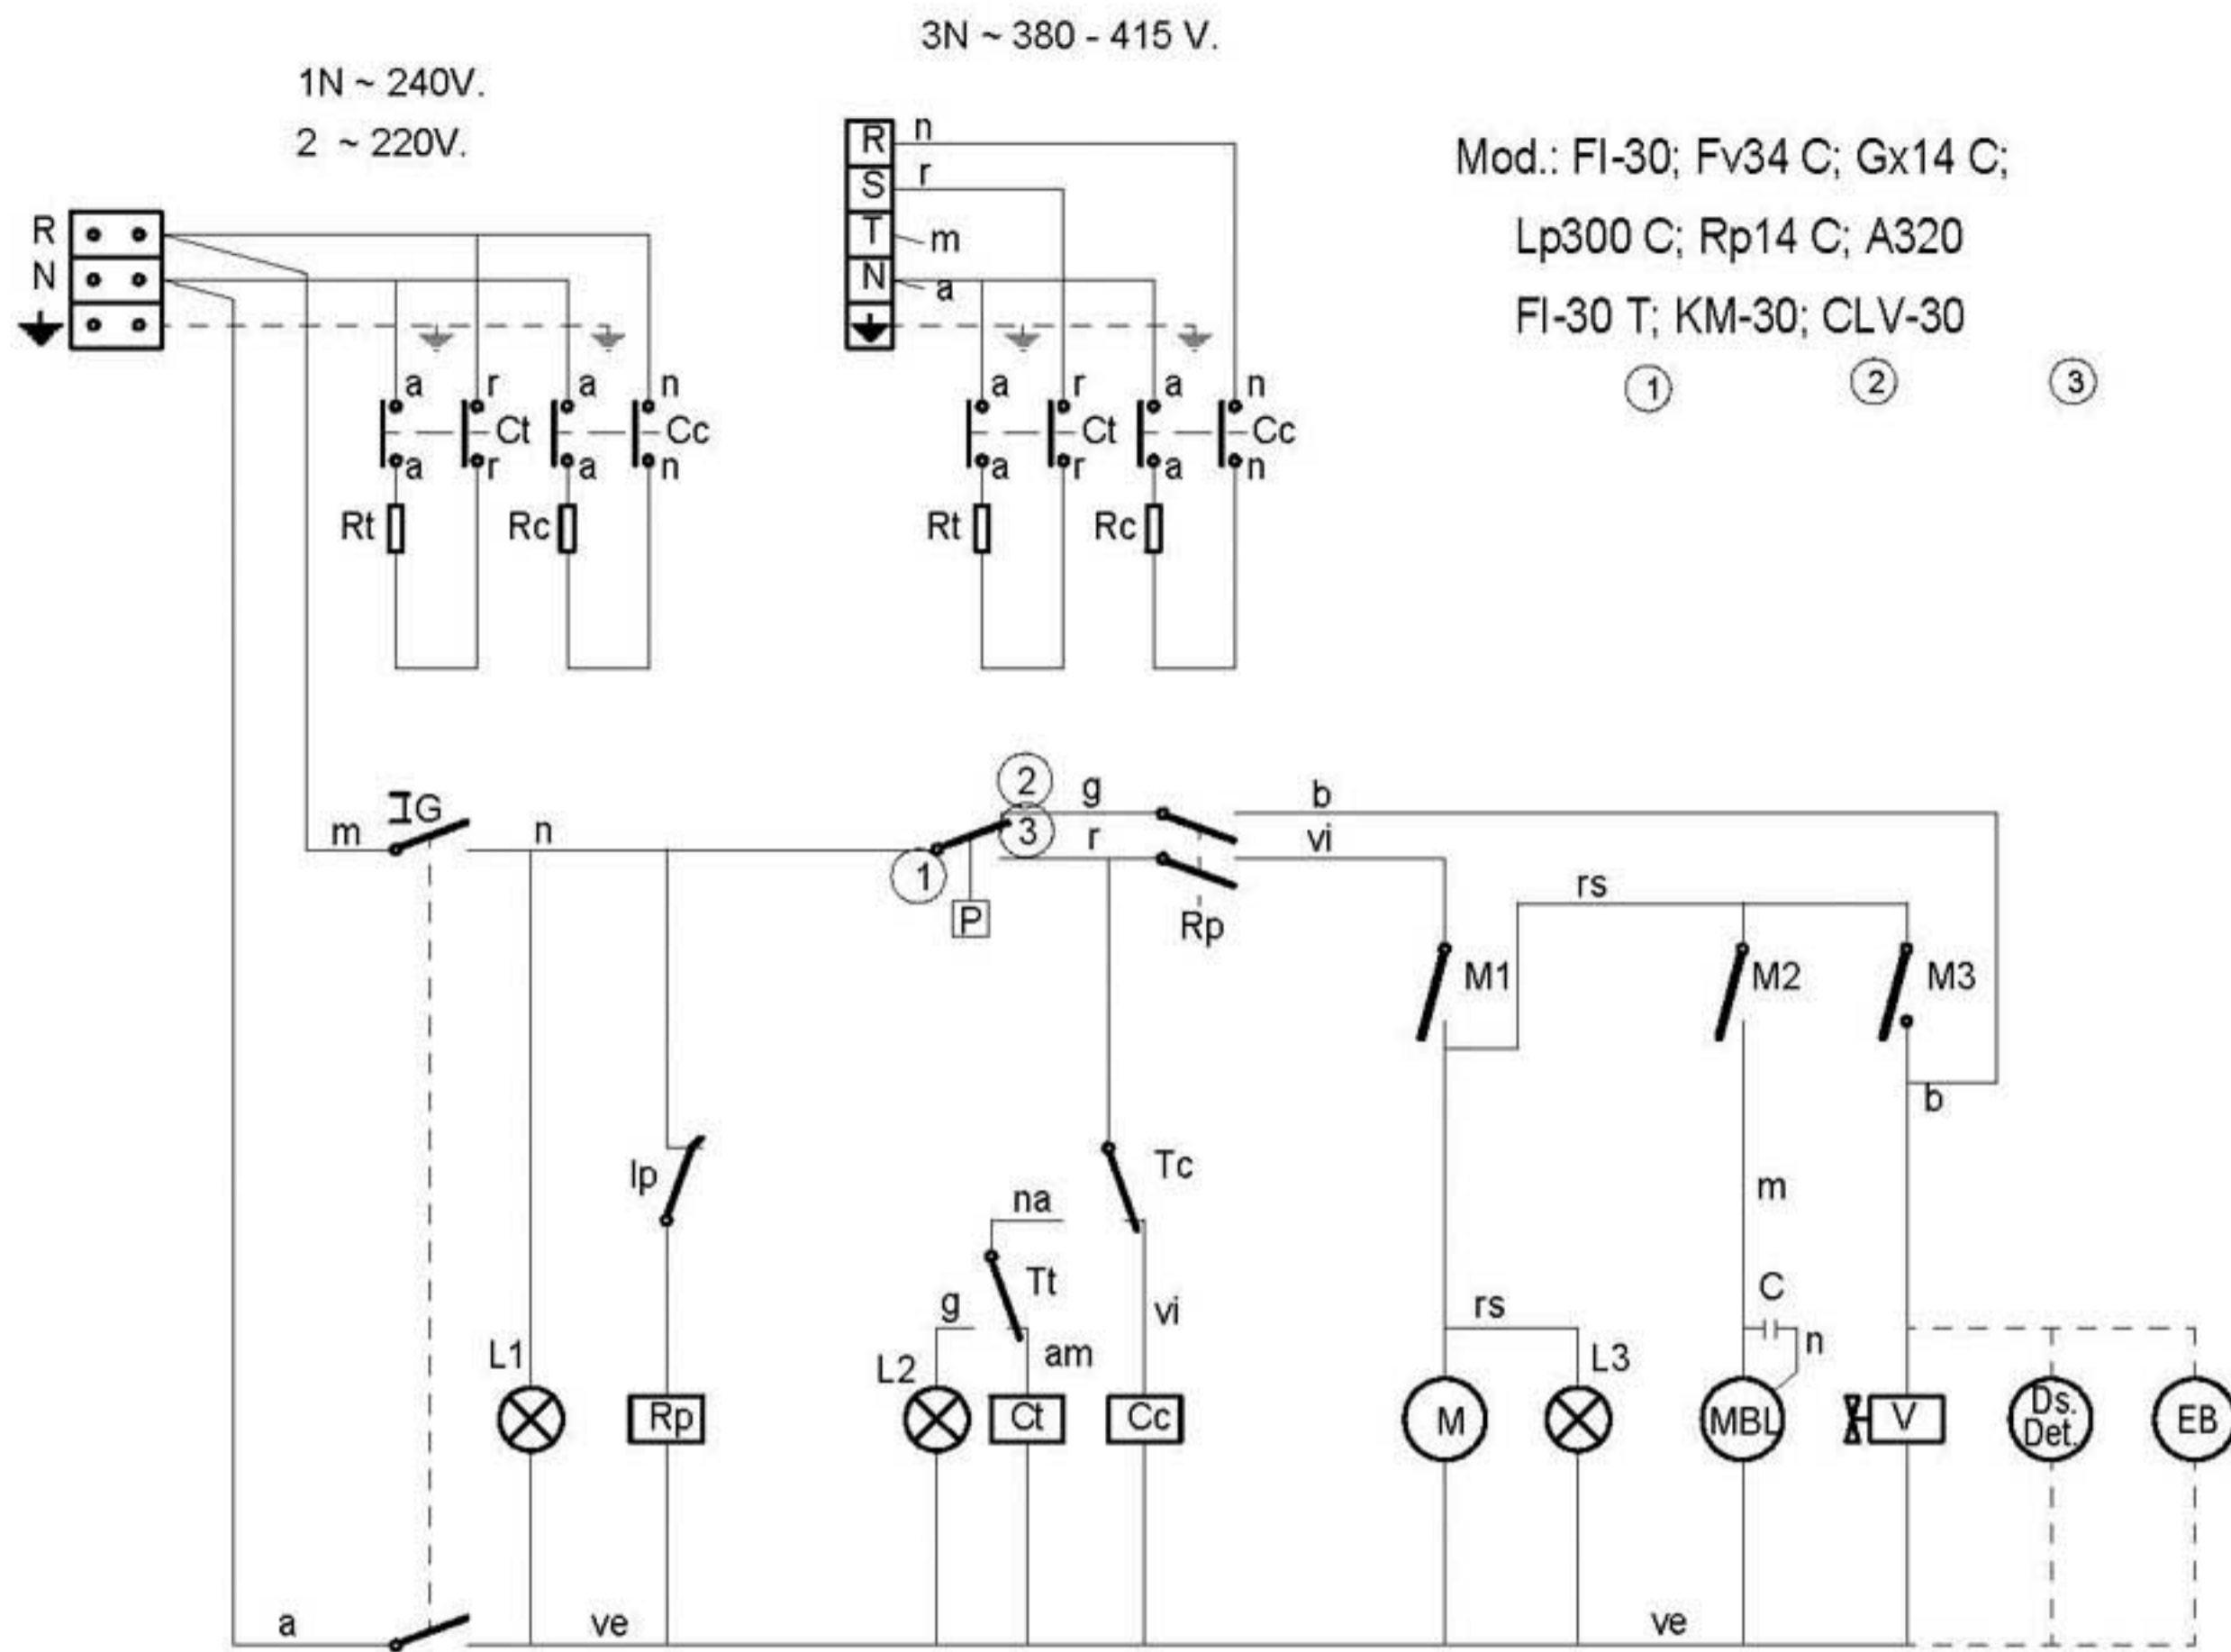 3N ~ 380 - 415 V.
1N ~ 240V.
2 ~ 220V.
Mod.: FI-30; Fv34 C; Gx14 C;
Lp300 C; Rp14 C; A320
FI-30 T; KM-30; CLV-30
1 2 3
R
N
R n
S r
T m
N a
a r a n
Ct Cc
a r a n
Rt Rc
a r a n
Ct Cc
a r a n
Rt Rc
IG
m n
2
g b
3
r vi
1
P
Rp
rs
M1 M2 M3
b
Ip
Tc
na
m
Tt
g
vi
am
rs
C
n
L1
L2
L3
Rp
Ct
Cc
M
MBL
V
Ds.
Det.
EB
a ve ve